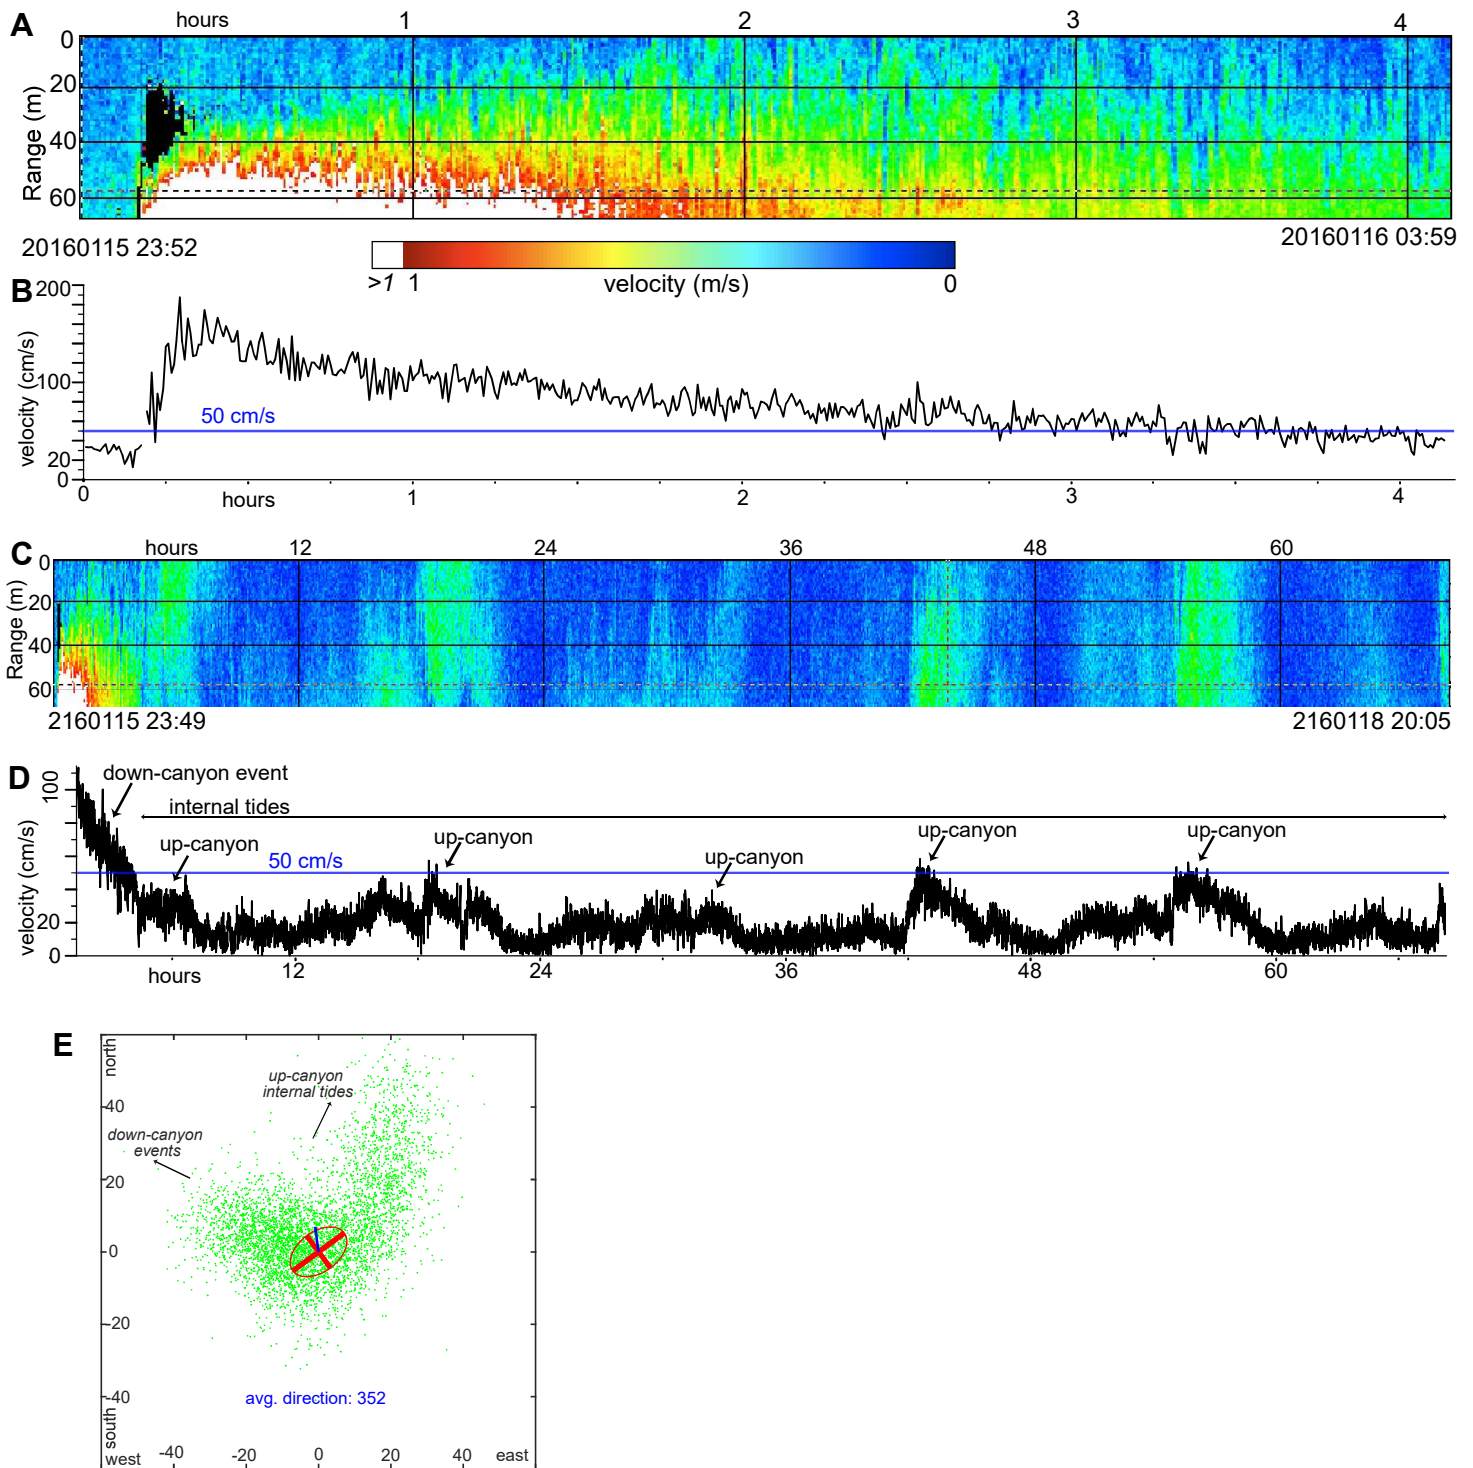 A
hours 1 2 3 4
Range (m)
0
20
40
60
20160115 23:52
20160116 03:59
>1 1 velocity (m/s) 0
B
velocity (cm/s)
200
100
20
0
50 cm/s
0 hours 1 2 3 4
C
hours 12 24 36 48 60
Range (m)
0
20
40
60
2160115 23:49
2160118 20:05
D
velocity (cm/s)
100
20
0
down-canyon event
internal tides
up-canyon
50 cm/s
up-canyon
up-canyon
up-canyon
up-canyon
hours 12 24 36 48 60
E
north
up-canyon
internal tides
40
down-canyon
events
20
0
-20
avg. direction: 352
-40
south
west -40 -20 0 20 40 east